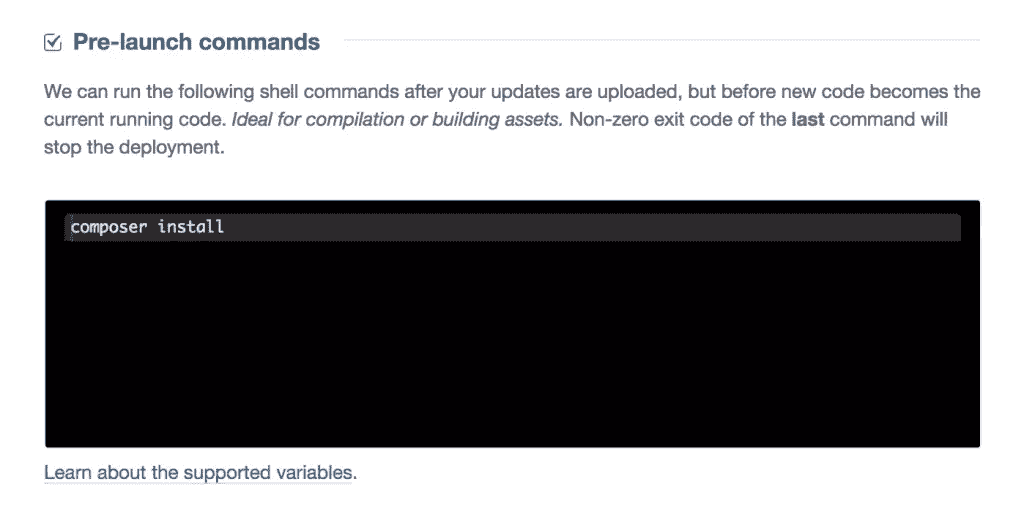 Pre-launch commands
We can run the following shell commands after your updates are uploaded, but before new code becomes the
current running code. Ideal for compilation or building assets. Non-zero exit code of the last command will
stop the deployment.
composer install
Learn about the supported variables.